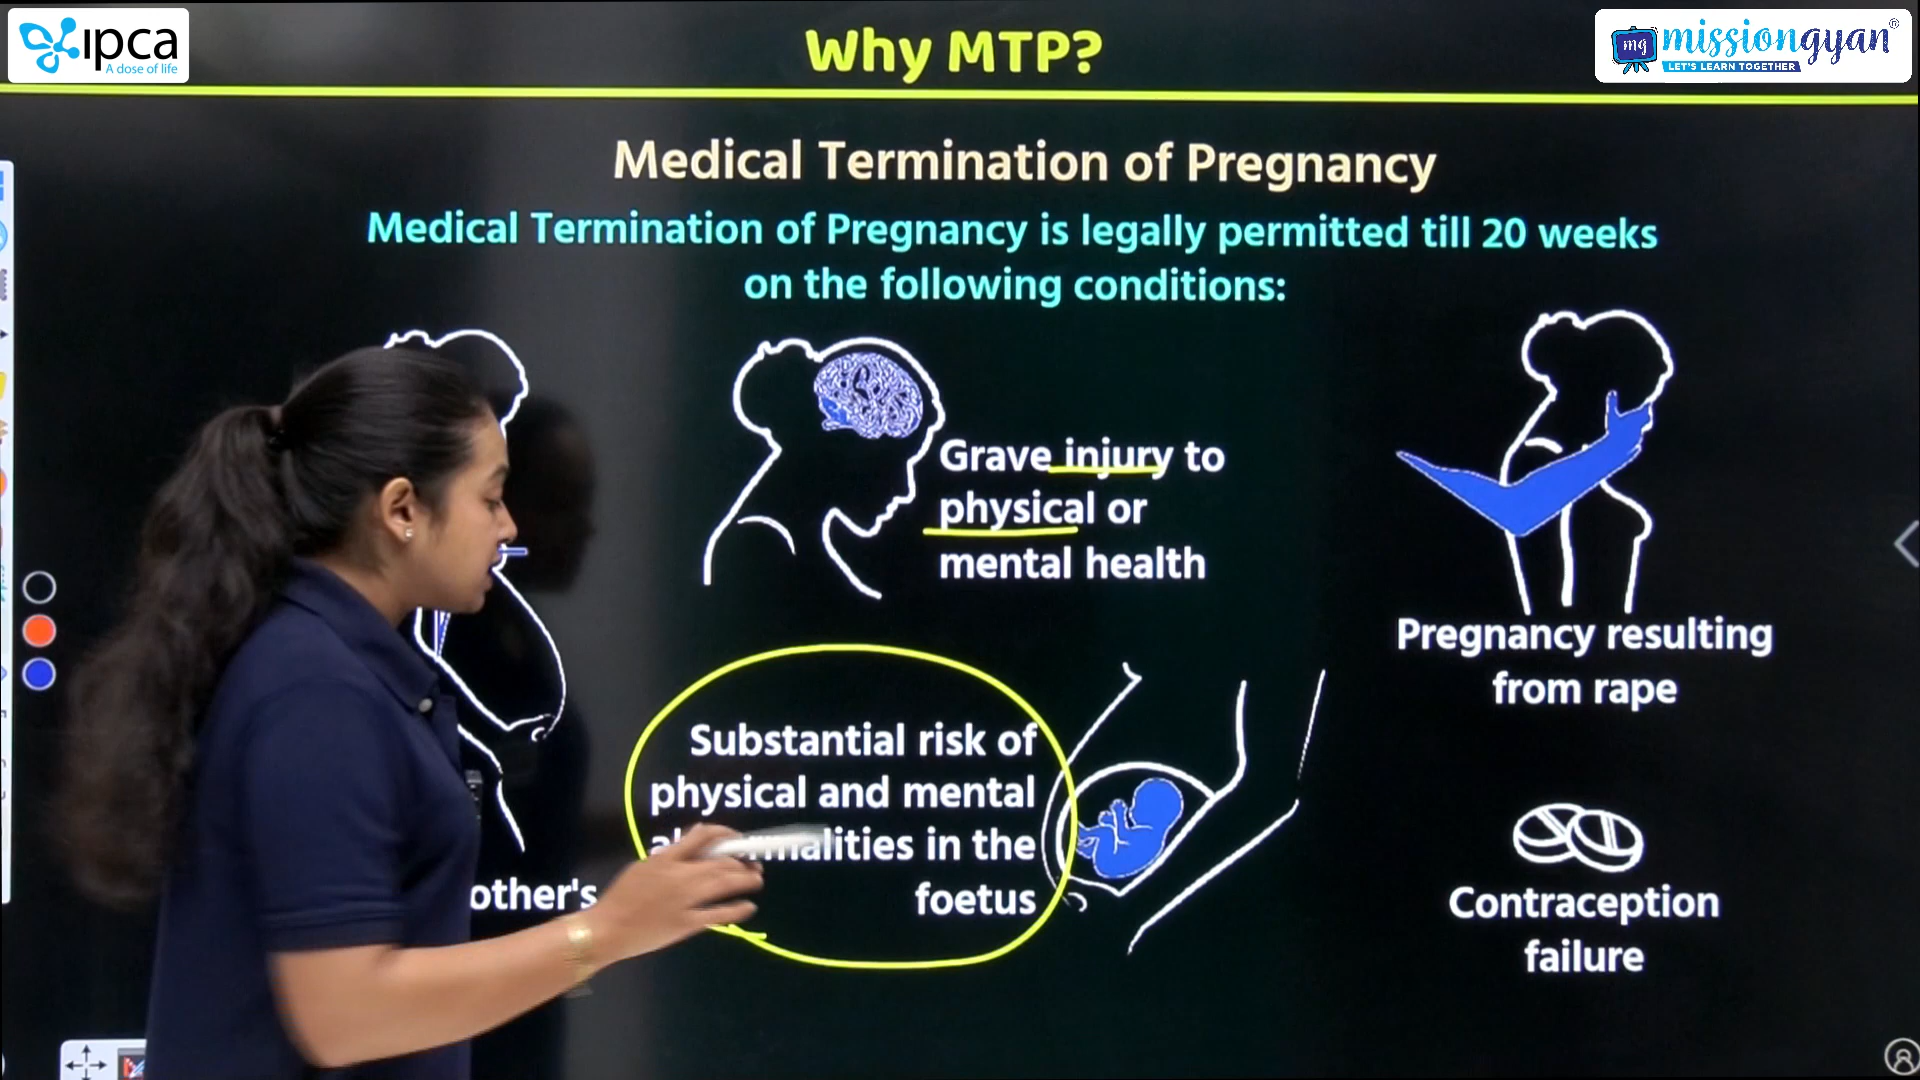 ipca
A dose of life
Why MTP?
mg
missiongyan®
LET'S LEARN TOGETHER
Medical Termination of Pregnancy
Medical Termination of Pregnancy is legally permitted till 20 weeks
on the following conditions:
Grave injury to
physical or
mental health
Pregnancy resulting
from rape
Substantial risk of
physical and mental
in the
foetus
Contraception
failure